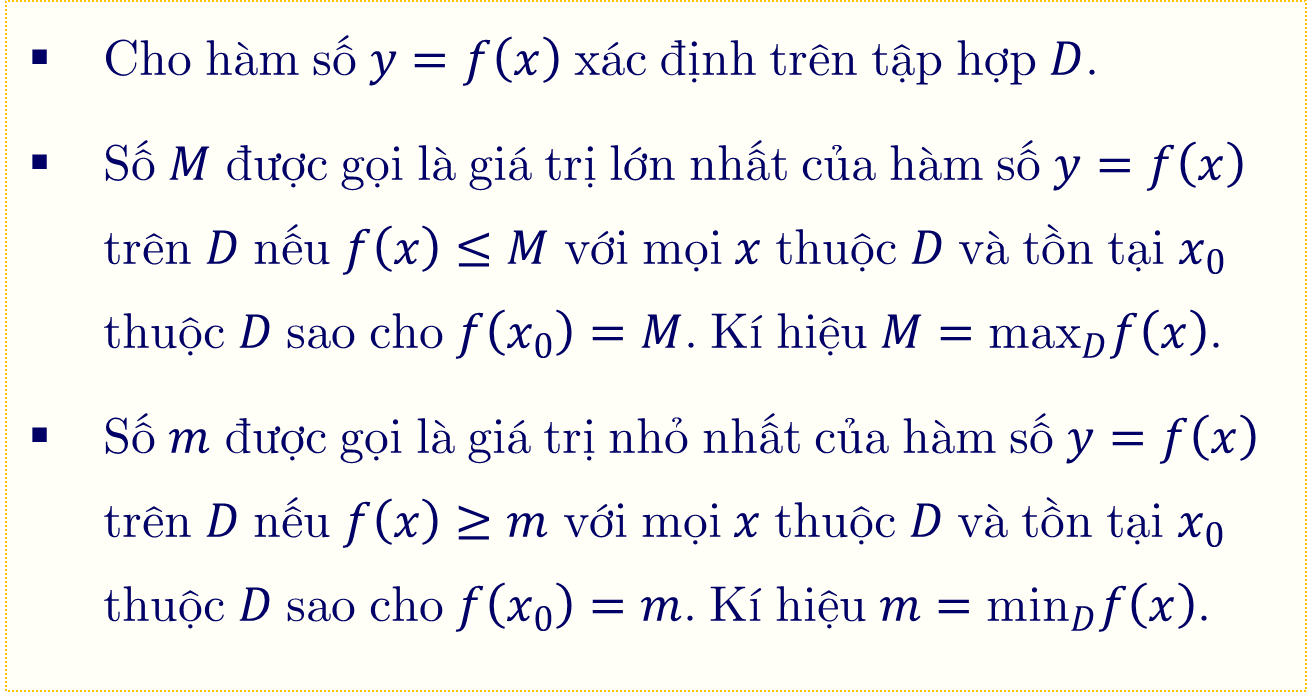 ▪ Cho hàm số y = f(x) xác định trên tập hợp D.
▪ Số M được gọi là giá trị lớn nhất của hàm số y = f(x)
trên D nếu f(x) ≤ M với mọi x thuộc D và tồn tại x₀
thuộc D sao cho f(x₀) = M. Kí hiệu M = max_D f(x).
▪ Số m được gọi là giá trị nhỏ nhất của hàm số y = f(x)
trên D nếu f(x) ≥ m với mọi x thuộc D và tồn tại x₀
thuộc D sao cho f(x₀) = m. Kí hiệu m = min_D f(x).